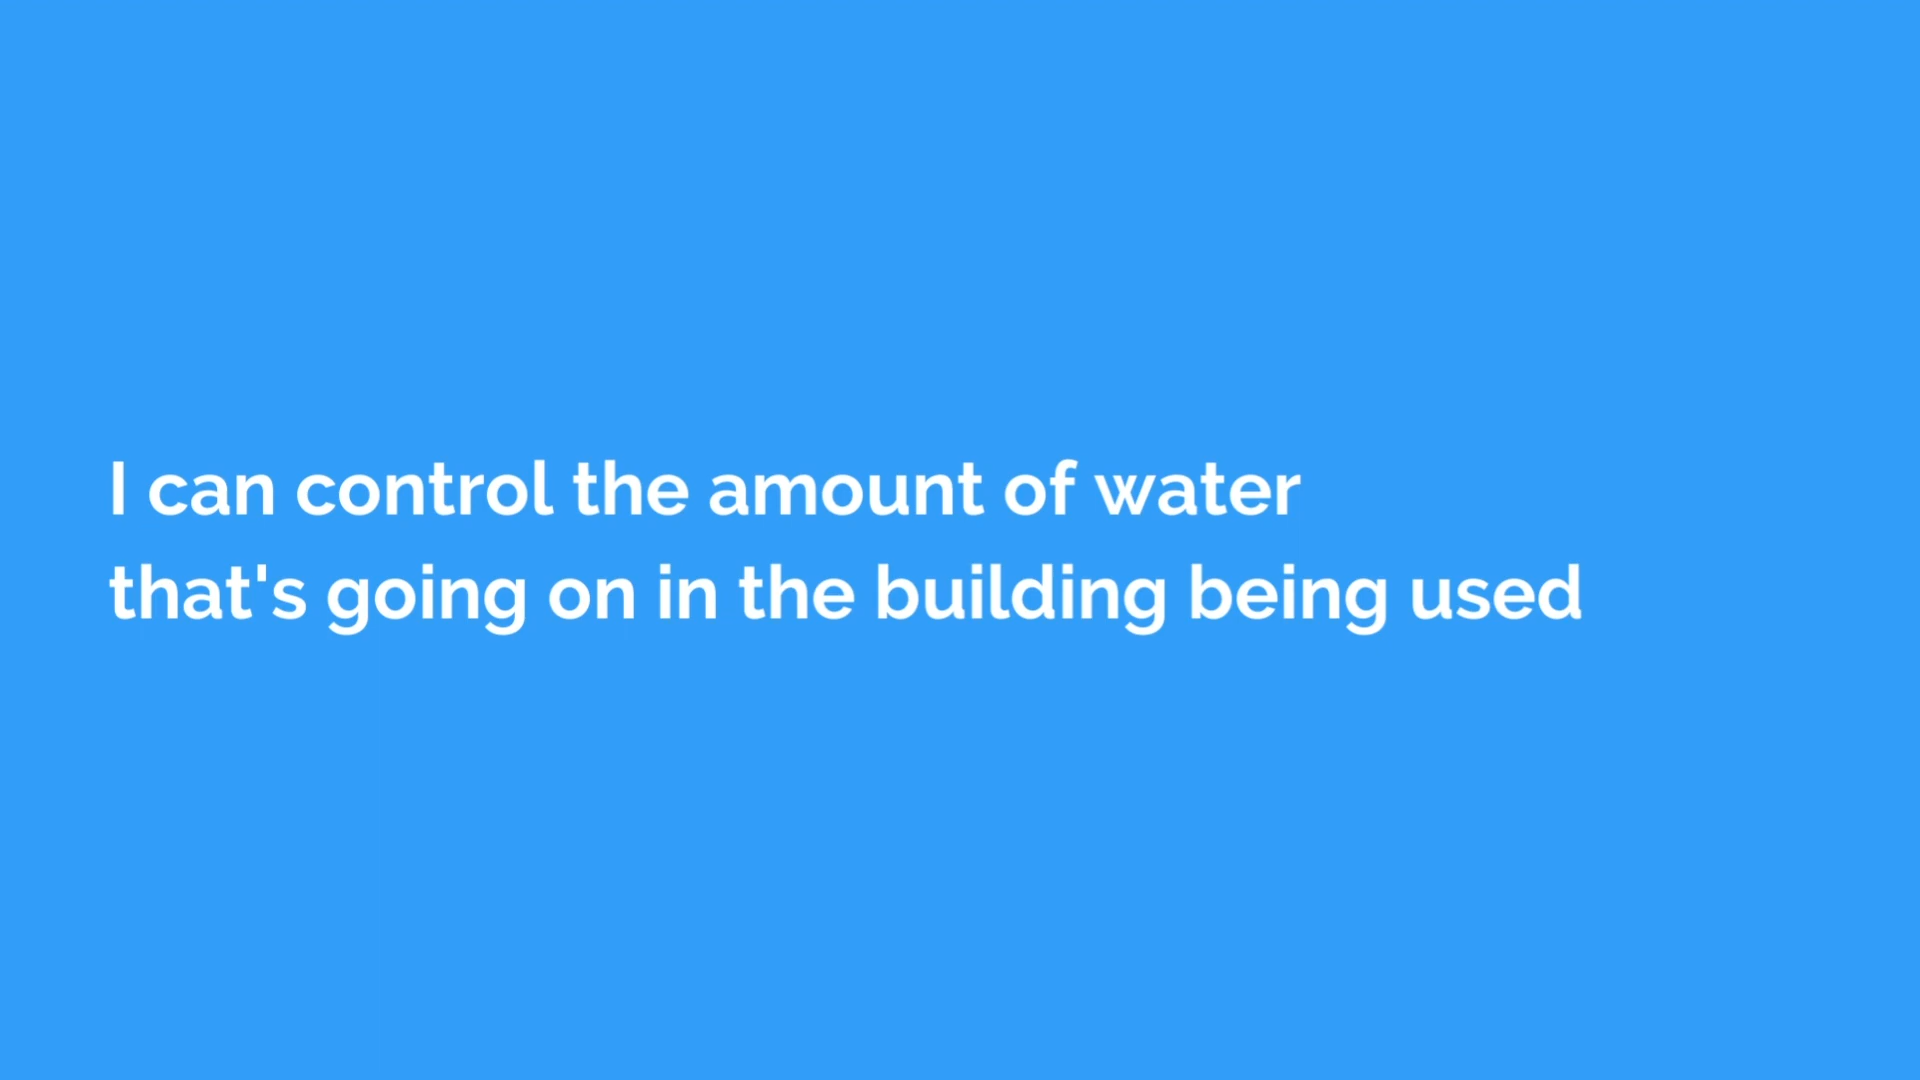 I can control the amount of water
that's going on in the building being used